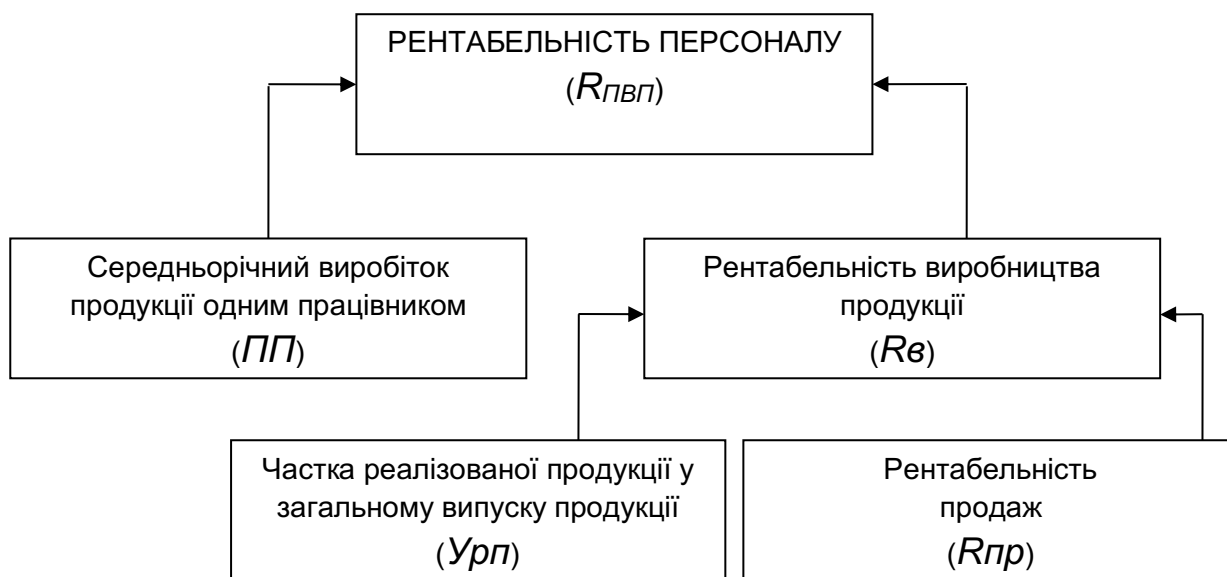 РЕНТАБЕЛЬНІСТЬ ПЕРСОНАЛУ
(RПВП)
Середньорічний виробіток
продукції одним працівником
(ПП)
Рентабельність виробництва
продукції
(Rв)
Частка реалізованої продукції у
загальному випуску продукції
(Урп)
Рентабельність
продаж
(Rпр)